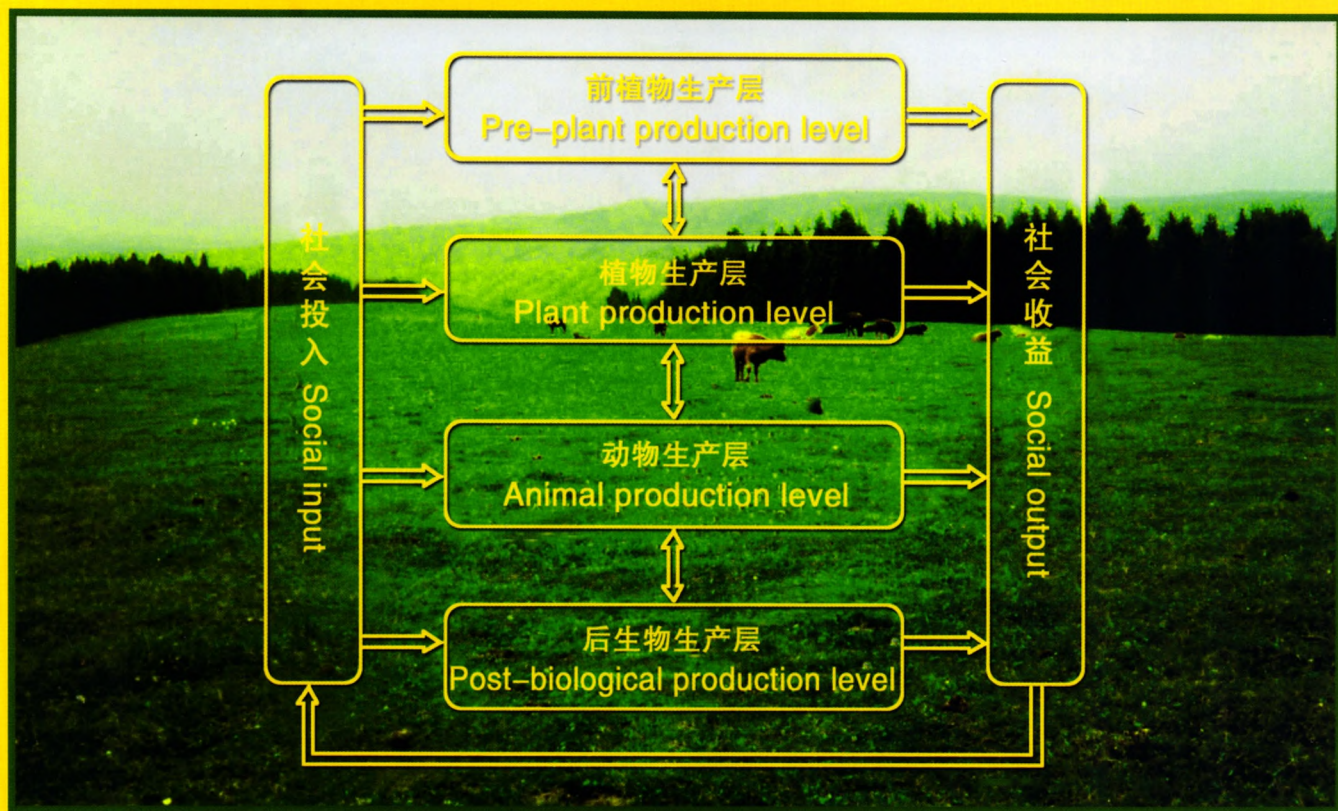 社会投入 Social input
前植物生产层
Pre-plant production level
植物生产层
Plant production level
动物生产层
Animal production level
后生物生产层
Post-biological production level
社会收益 Social output